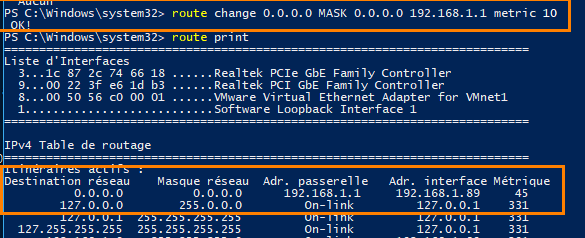 Aucun
PS C:\Windows\system32> route change 0.0.0.0 MASK 0.0.0.0 192.168.1.1 metric 10
OK!
PS C:\Windows\system32> route print
===========================================================================
Liste d'Interfaces
3...1c 87 2c 74 66 18 ......Realtek PCIe GbE Family Controller
9...00 22 3f e6 1d b3 ......Realtek PCIe GbE Family Controller
8...00 50 56 c0 00 01 ......VMware Virtual Ethernet Adapter for VMnet1
1...........................Software Loopback Interface 1
===========================================================================
IPv4 Table de routage
===========================================================================
Itinéraires actifs :
Destination réseau Masque réseau Adr. passerelle Adr. interface Métrique
0.0.0.0 0.0.0.0 192.168.1.1 192.168.1.89 45
127.0.0.0 255.0.0.0 On-link 127.0.0.1 331
127.0.0.1 255.255.255.255 On-link 127.0.0.1 331
127.255.255.255 255.255.255.255 On-link 127.0.0.1 331